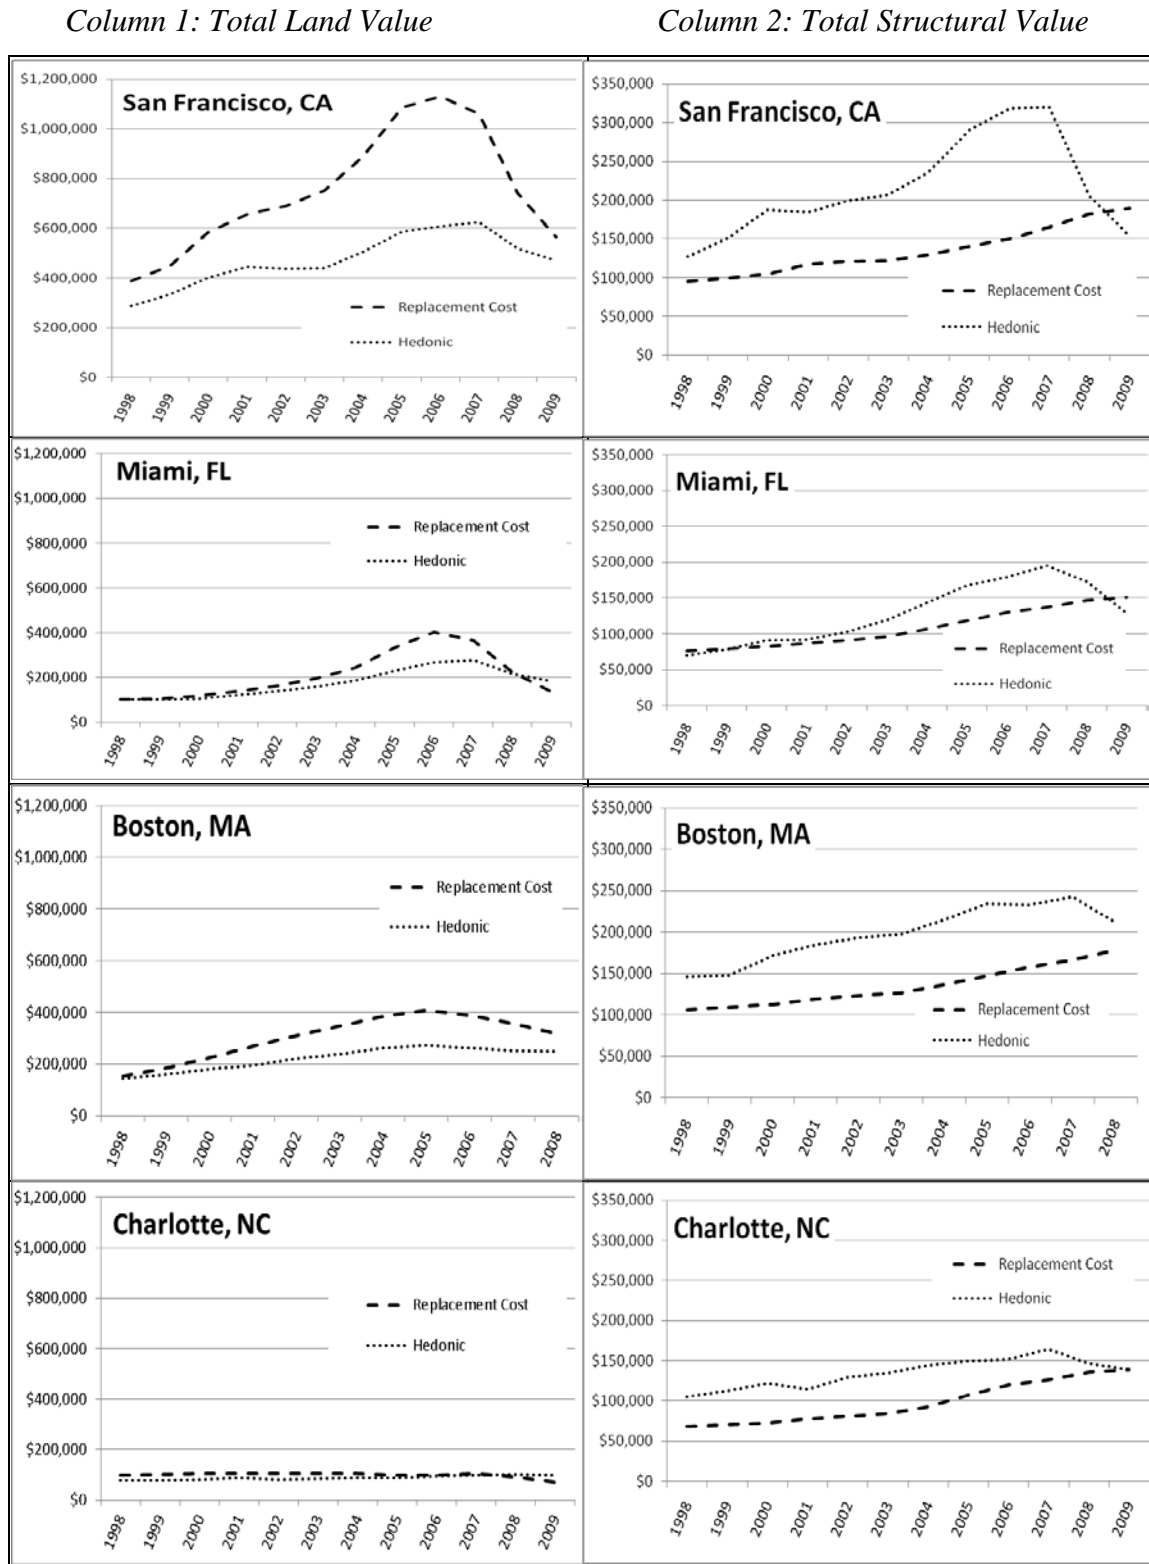 Column 1: Total Land Value
Column 2: Total Structural Value
San Francisco, CA
$1,200,000
$1,000,000
$800,000
$600,000
$400,000
$200,000
$0
Replacement Cost
Hedonic
1998 1999 2000 2001 2002 2003 2004 2005 2006 2007 2008 2009
San Francisco, CA
$350,000
$300,000
$250,000
$200,000
$150,000
$100,000
$50,000
$0
Replacement Cost
Hedonic
1998 1999 2000 2001 2002 2003 2004 2005 2006 2007 2008 2009
Miami, FL
$1,200,000
$1,000,000
$800,000
$600,000
$400,000
$200,000
$0
Replacement Cost
Hedonic
1998 1999 2000 2001 2002 2003 2004 2005 2006 2007 2008 2009
Miami, FL
$350,000
$300,000
$250,000
$200,000
$150,000
$100,000
$50,000
$0
Replacement Cost
Hedonic
1998 1999 2000 2001 2002 2003 2004 2005 2006 2007 2008 2009
Boston, MA
$1,200,000
$1,000,000
$800,000
$600,000
$400,000
$200,000
$0
Replacement Cost
Hedonic
1998 1999 2000 2001 2002 2003 2004 2005 2006 2007 2008
Boston, MA
$350,000
$300,000
$250,000
$200,000
$150,000
$100,000
$50,000
$0
Replacement Cost
Hedonic
1998 1999 2000 2001 2002 2003 2004 2005 2006 2007 2008
Charlotte, NC
$1,200,000
$1,000,000
$800,000
$600,000
$400,000
$200,000
$0
Replacement Cost
Hedonic
1998 1999 2000 2001 2002 2003 2004 2005 2006 2007 2008 2009
Charlotte, NC
$350,000
$300,000
$250,000
$200,000
$150,000
$100,000
$50,000
$0
Replacement Cost
Hedonic
1998 1999 2000 2001 2002 2003 2004 2005 2006 2007 2008 2009